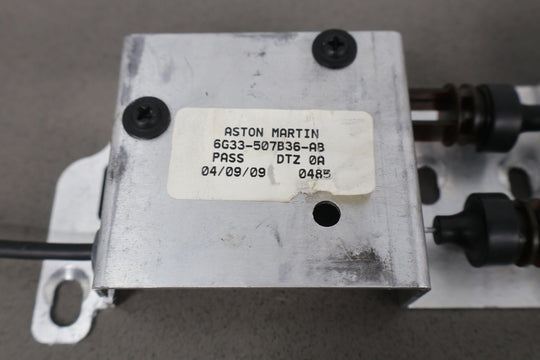 ASTON MARTIN
6G33-507B36-AB
PASS DTZ 0A
04/09/09 0485